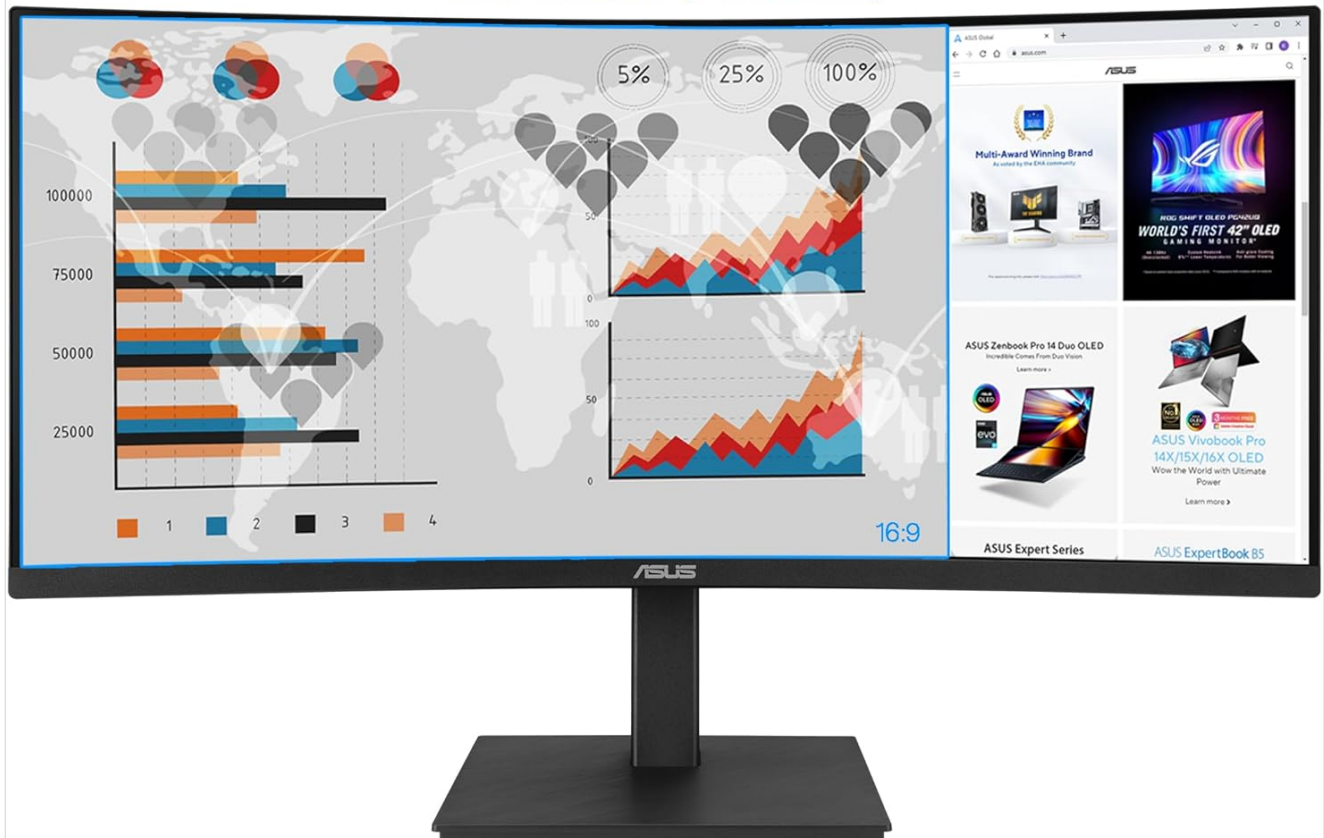 5%
25%
100%
100000
75000
50000
25000
50
0
100
50
0
1
2
3
4
16:9
ASUS Global
asus.com
ASUS
Multi-Award Winning Brand
As voted by the EHA community
ROG SHIFT OLED PG42UQ
WORLD'S FIRST 42" OLED
GAMING MONITOR*
ASUS Zenbook Pro 14 Duo OLED
Incredible Comes From Duo Vision
Learn more ›
OLED
evo
ASUS Vivobook Pro
14X/15X/16X OLED
Wow the World with Ultimate
Power
Learn more ›
ASUS Expert Series
ASUS ExpertBook B5
ASUS